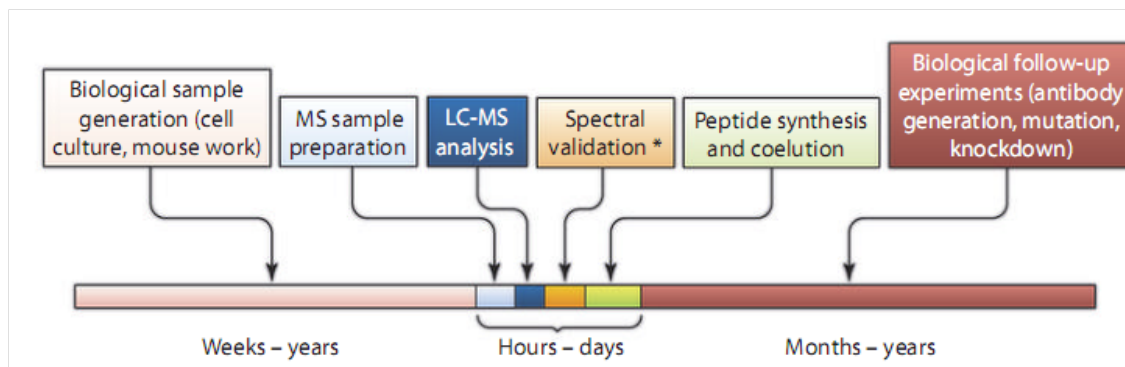 Biological sample
generation (cell
culture, mouse work)
MS sample
preparation
LC-MS
analysis
Spectral
validation *
Peptide synthesis
and coelution
Biological follow-up
experiments (antibody
generation, mutation,
knockdown)
Weeks – years
Hours – days
Months – years